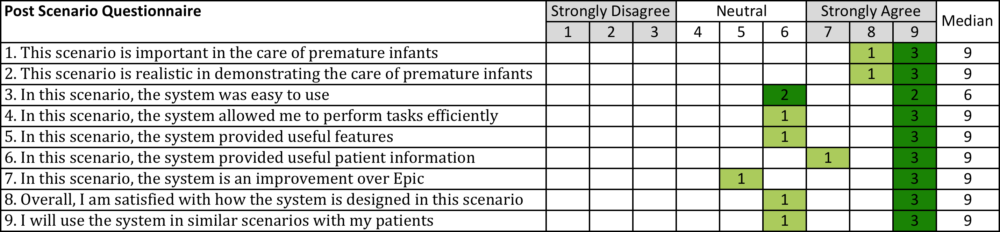 Post Scenario Questionnaire Strongly Disagree Neutral Strongly Agree Median
1 2 3 4 5 6 7 8 9
1. This scenario is important in the care of premature infants 1 3 9
2. This scenario is realistic in demonstrating the care of premature infants 1 3 9
3. In this scenario, the system was easy to use 2 2 6
4. In this scenario, the system allowed me to perform tasks efficiently 1 3 9
5. In this scenario, the system provided useful features 1 3 9
6. In this scenario, the system provided useful patient information 1 3 9
7. In this scenario, the system is an improvement over Epic 1 3 9
8. Overall, I am satisfied with how the system is designed in this scenario 1 3 9
9. I will use the system in similar scenarios with my patients 1 3 9